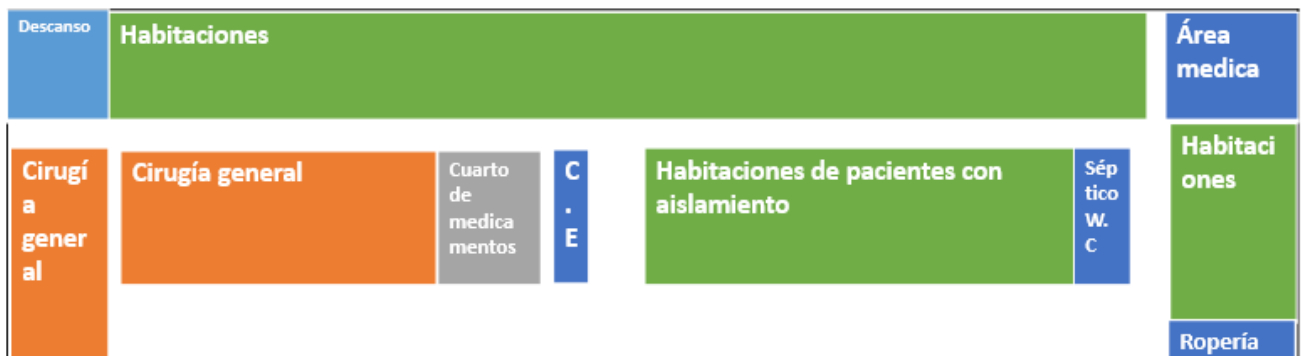 Descanso
Habitaciones
Área
medica
Cirugí
a
gener
al
Cirugía general
Cuarto
de
medica
mentos
C
.
E
Habitaciones de pacientes con
aislamiento
Sép
tico
W.
C
Habitaci
ones
Ropería